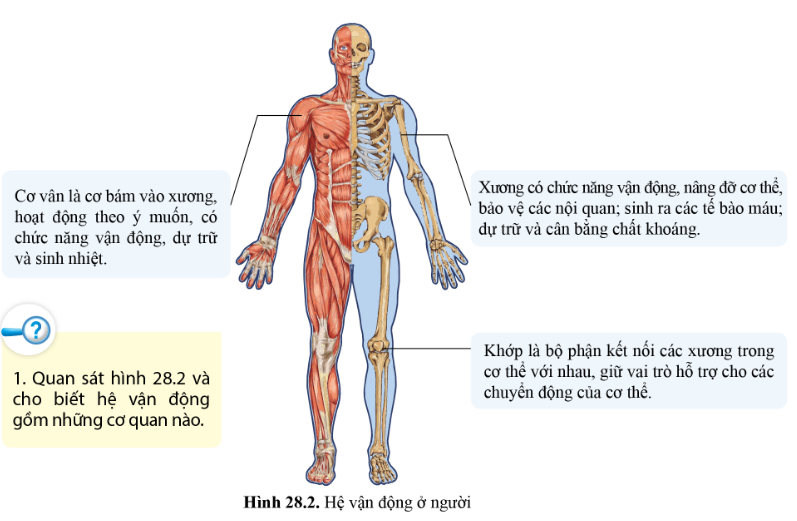 Cơ vân là cơ bám vào xương,
hoạt động theo ý muốn, có
chức năng vận động, dự trữ
và sinh nhiệt.
Xương có chức năng vận động, nâng đỡ cơ thể,
bảo vệ các nội quan; sinh ra các tế bào máu;
dự trữ và cân bằng chất khoáng.
?
1. Quan sát hình 28.2 và
cho biết hệ vận động
gồm những cơ quan nào.
Khớp là bộ phận kết nối các xương trong
cơ thể với nhau, giữ vai trò hỗ trợ cho các
chuyển động của cơ thể.
Hình 28.2. Hệ vận động ở người